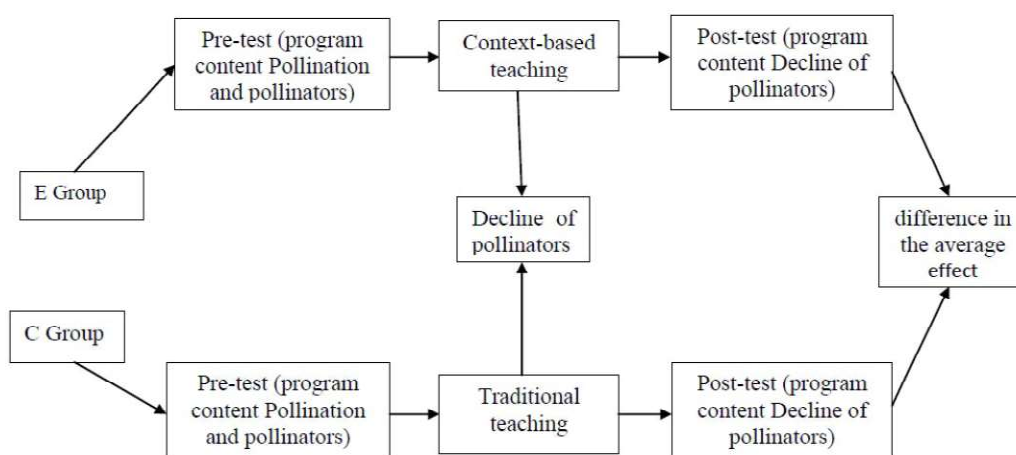 Pre-test (program
content Pollination
and pollinators)
Context-based
teaching
Post-test (program
content Decline of
pollinators)
E Group
Decline of
pollinators
difference in
the average
effect
C Group
Pre-test (program
content Pollination
and pollinators)
Traditional
teaching
Post-test (program
content Decline of
pollinators)